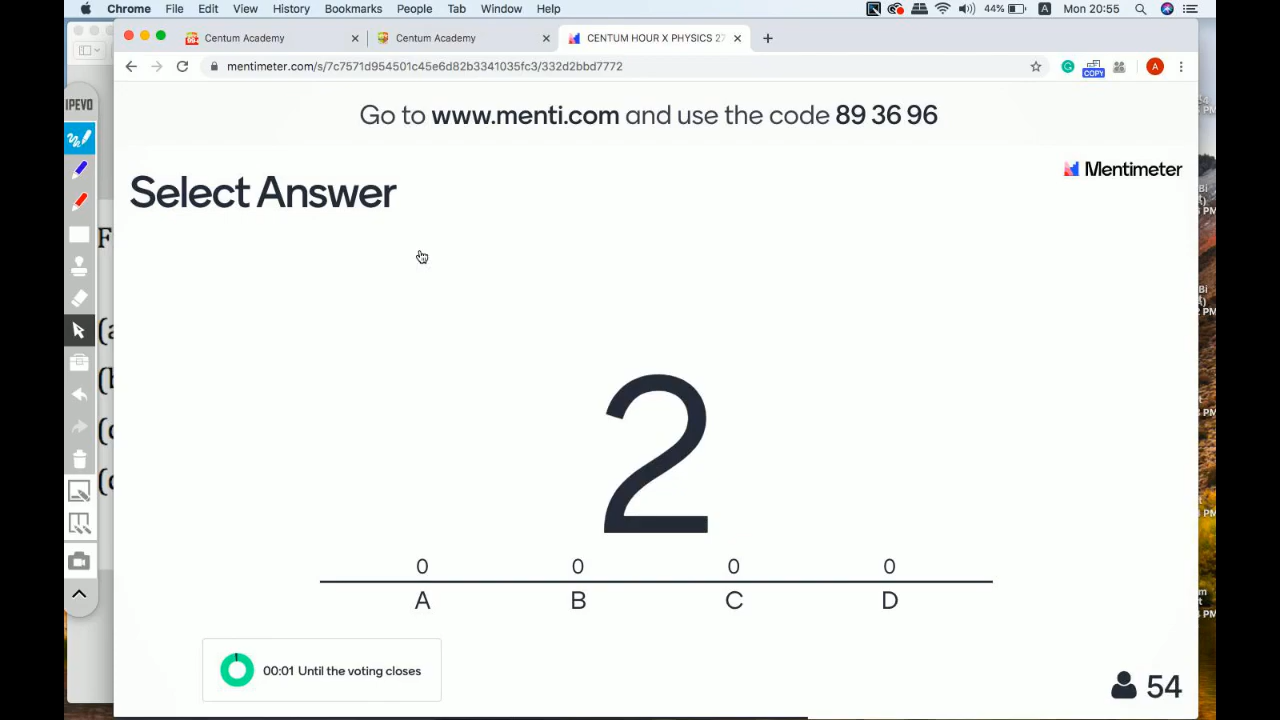 Chrome File Edit View History Bookmarks People Tab Window Help 44% A Mon 20:55
Centum Academy
Centum Academy
CENTUM HOUR X PHYSICS 27
mentimeter.com/s/7c7571d954501c45e6d82b3341035fc3/332d2bbd7772
COPY
A
IPEVO
Go to www.menti.com and use the code 89 36 96
Mentimeter
Select Answer
F
(a
(b
2
0 0 0 0
A B C D
00:01 Until the voting closes
54